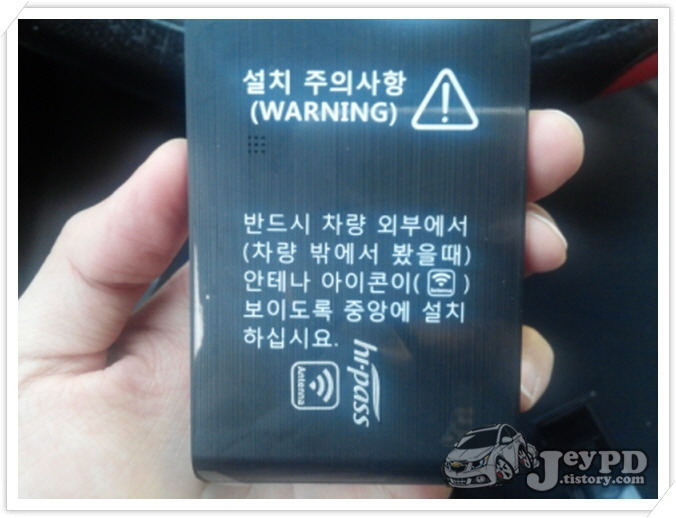 설치 주의사항
(WARNING)
반드시 차량 외부에서
(차량 밖에서 봤을때)
안테나 아이콘이( )
보이도록 중앙에 설치
하십시요.
Antenna
hi-pass
JeyPD
.tistory.com